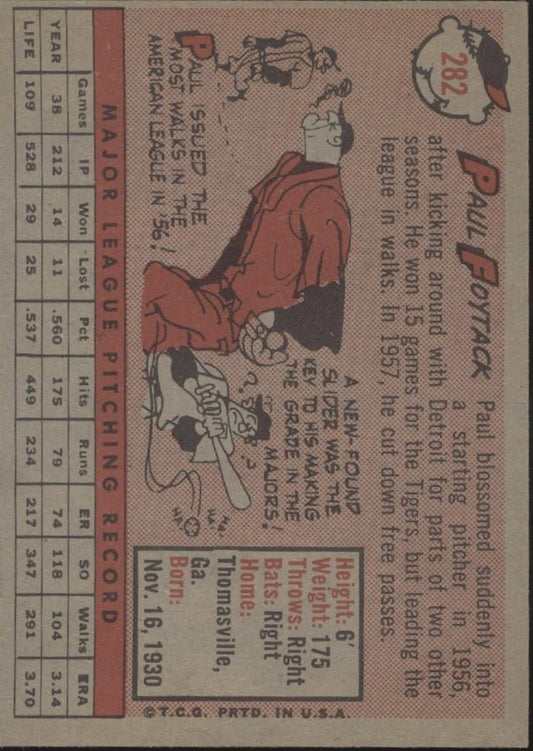 282
PAUL FOYTACK Paul blossomed suddenly into
a starting pitcher in 1956,
after kicking around with Detroit for parts of two other
seasons. He won 15 games for the Tigers, but leading the
league in walks. In 1957, he cut down free passes.
PAUL ISSUED THE
MOST WALKS IN THE
AMERICAN LEAGUE IN '56!
A NEW-FOUND
SLIDER WAS THE
KEY TO HIS MAKING
THE GRADE IN THE
MAJORS!
?
?
HA!
HA!
HA!
Height: 6'
Weight: 175
Throws: Right
Bats: Right
Home:
Thomasville,
Ga.
Born:
Nov. 16, 1930
© T.C.G. PRTD. IN U.S.A.
MAJOR LEAGUE PITCHING RECORD
Games IP Won Lost Pct Hits Runs ER SO Walks ERA
YEAR 38 212 14 11 .560 175 79 74 118 104 3.14
LIFE 109 528 29 25 .537 449 234 217 347 291 3.70